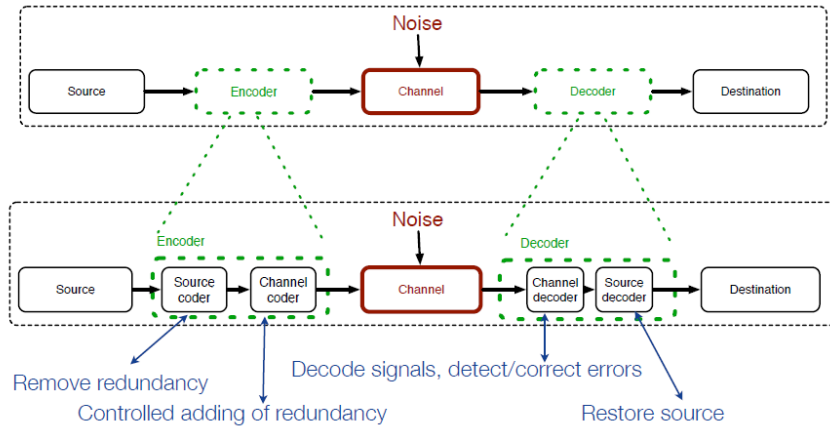 Noise
Source
Encoder
Channel
Decoder
Destination
Noise
Encoder
Decoder
Source
Source
coder
Channel
coder
Channel
Channel
decoder
Source
decoder
Destination
Remove redundancy
Decode signals, detect/correct errors
Controlled adding of redundancy
Restore source